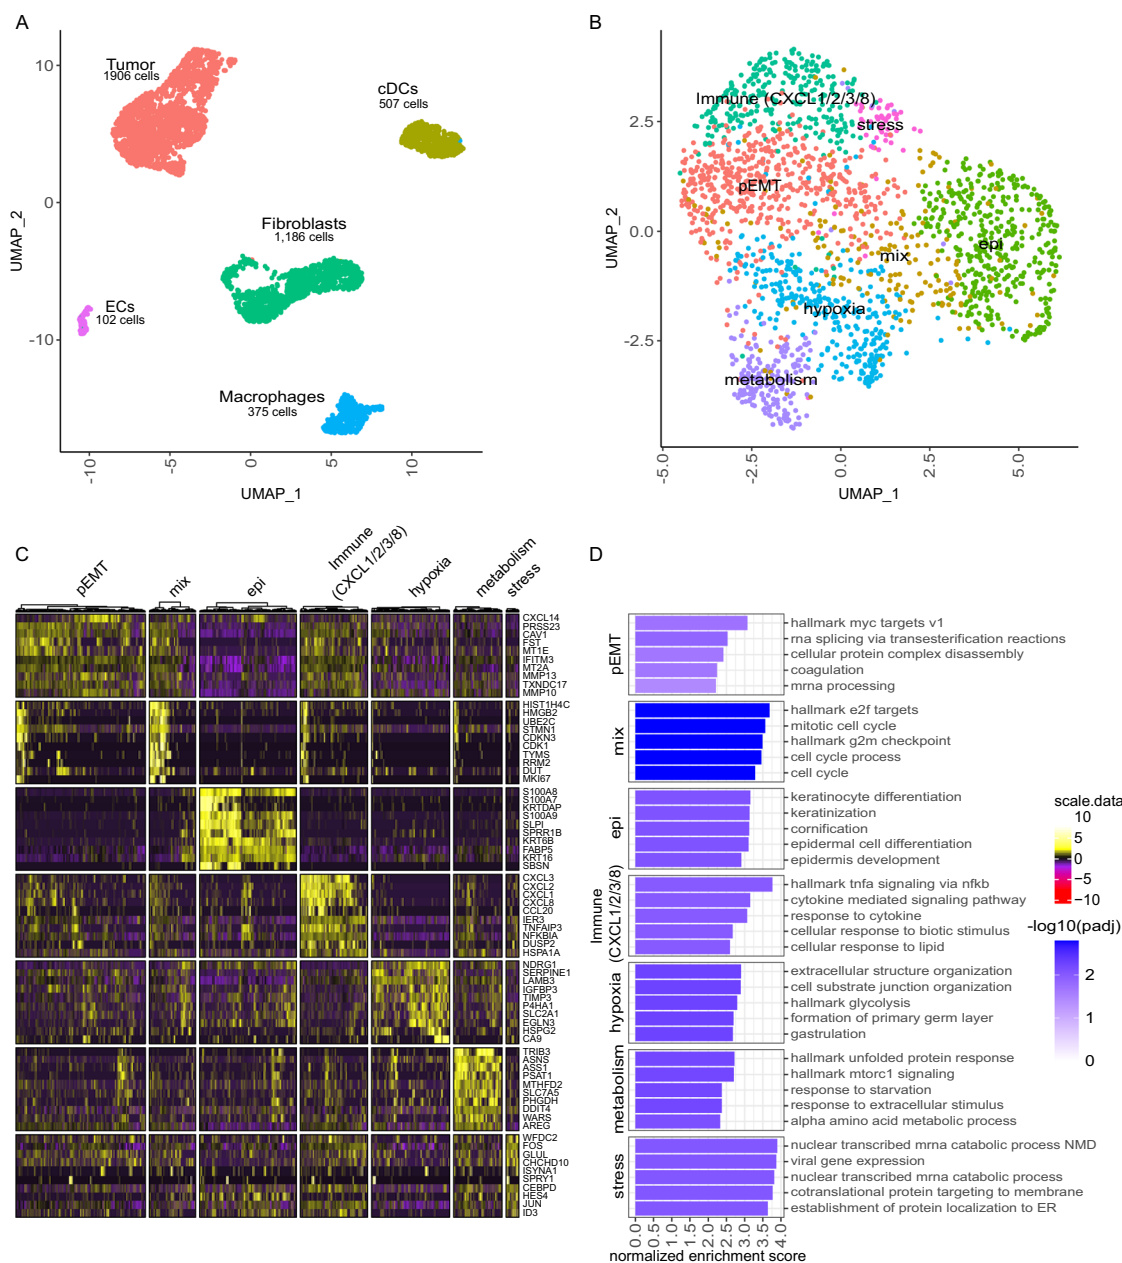 A
Tumor
1906 cells
cDCs
507 cells
Fibroblasts
1,186 cells
ECs
102 cells
Macrophages
375 cells
10
0
-10
UMAP_2
-10
-5
0
5
10
UMAP_1
B
Immune (CXCL1/2/3/8)
stress
pEMT
epi
mix
hypoxia
metabolism
2.5
0.0
-2.5
UMAP_2
-5.0
-2.5
0.0
2.5
5.0
UMAP_1
C
pEMT
mix
epi
Immune
(CXCL1/2/3/8)
hypoxia
metabolism
stress
CXCL14
PRSS23
CAV1
FST
MT1E
IFITM3
MT2A
MMP13
TXNDC17
MMP10
HIST1H4C
HMGB2
UBE2C
STMN1
CDKN3
CDK1
TYMS
RRM2
DUT
MKI67
S100A8
S100A7
KRTDAP
S100A9
SLPI
SPRR1B
KRT6B
FABP5
KRT16
SBSN
CXCL3
CXCL2
CXCL1
CXCL8
CCL20
IER3
TNFAIP3
NFKBIA
DUSP2
HSPA1A
NDRG1
SERPINE1
LAMB3
IGFBP3
TIMP3
P4HA1
SLC2A1
EGLN3
HSPG2
CA9
TRIB3
ASNS
ASS1
PSAT1
MTHFD2
SLC7A5
PHGDH
DDIT4
WARS
AREG
WFDC2
FOS
GLUL
CHCHD10
ISYNA1
SPRY1
CEBPD
HES4
JUN
ID3
D
pEMT
hallmark myc targets v1
rna splicing via transesterification reactions
cellular protein complex disassembly
coagulation
mrna processing
mix
hallmark e2f targets
mitotic cell cycle
hallmark g2m checkpoint
cell cycle process
cell cycle
epi
keratinocyte differentiation
keratinization
cornification
epidermal cell differentiation
epidermis development
Immune
(CXCL1/2/3/8)
hallmark tnfa signaling via nfkb
cytokine mediated signaling pathway
response to cytokine
cellular response to biotic stimulus
cellular response to lipid
hypoxia
extracellular structure organization
cell substrate junction organization
hallmark glycolysis
formation of primary germ layer
gastrulation
metabolism
hallmark unfolded protein response
hallmark mtorc1 signaling
response to starvation
response to extracellular stimulus
alpha amino acid metabolic process
stress
nuclear transcribed mrna catabolic process NMD
viral gene expression
nuclear transcribed mrna catabolic process
cotranslational protein targeting to membrane
establishment of protein localization to ER
0.0
0.5
1.0
1.5
2.0
2.5
3.0
3.5
4.0
normalized enrichment score
scale.data
10
5
0
−5
−10
-log10(padj)
2
1
0